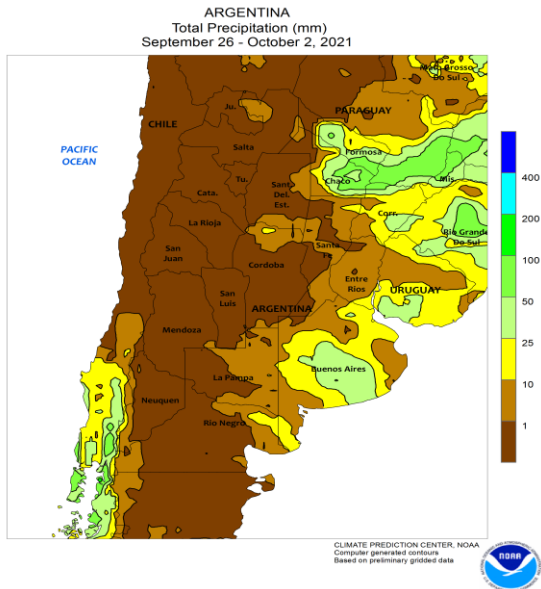 ARGENTINA
Total Precipitation (mm)
September 26 - October 2, 2021
Mato Grosso
Do Sul
Ju.
PARAGUAY
CHILE
PACIFIC
OCEAN
Salta
Formosa
Tu.
Chaco
Mis.
Cata.
Sant.
Del.
Est.
La Rioja
Corr.
Rio Grande
Do Sul
San
Juan
Santa
Fe
Cordoba
Entre
Rios
URUGUAY
San
Luis
ARGENTINA
Mendoza
La Pampa
Buenos Aires
Neuquen
Rio Negro
400
200
100
50
25
10
1
CLIMATE PREDICTION CENTER, NOAA
Computer generated contours
Based on preliminary gridded data
NOAA